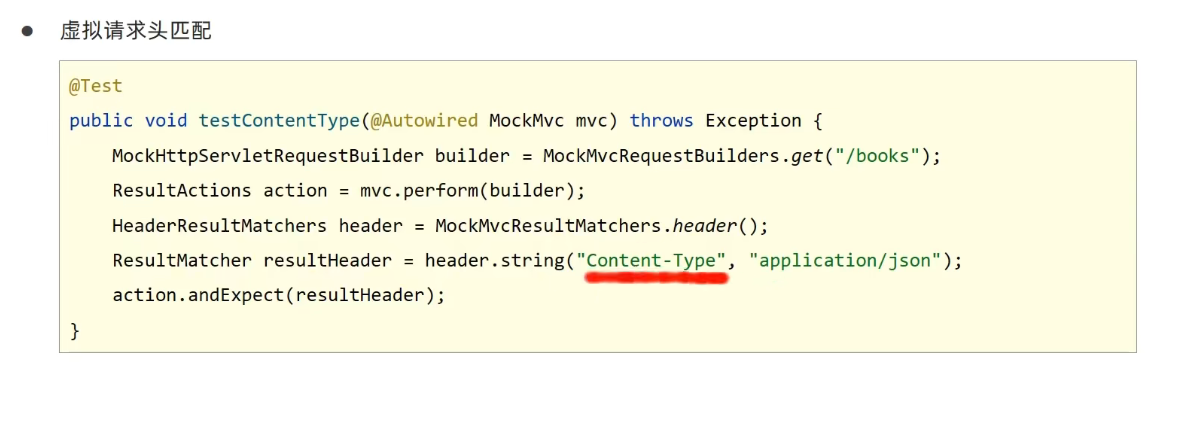 ● 虚拟请求头匹配
@Test
public void testContentType(@Autowired MockMvc mvc) throws Exception {
    MockHttpServletRequestBuilder builder = MockMvcRequestBuilders.get("/books");
    ResultActions action = mvc.perform(builder);
    HeaderResultMatchers header = MockMvcResultMatchers.header();
    ResultMatcher resultHeader = header.string("Content-Type", "application/json");
    action.andExpect(resultHeader);
}